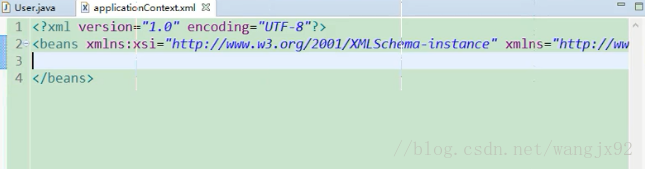 User.java applicationContext.xml
1 <?xml version="1.0" encoding="UTF-8"?>
2 <beans xmlns:xsi="http://www.w3.org/2001/XMLSchema-instance" xmlns="http://ww
3
4 </beans>
//blog.csdn.net/wangjx92